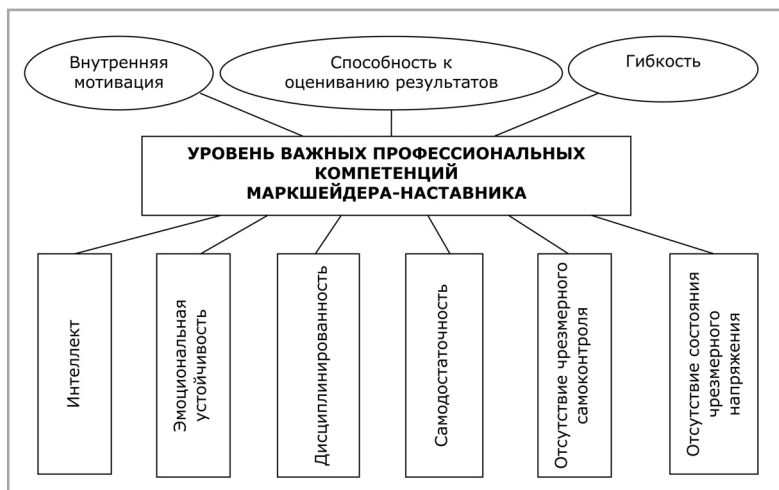 Внутренняя
мотивация
Способность к
оцениванию результатов
Гибкость
УРОВЕНЬ ВАЖНЫХ ПРОФЕССИОНАЛЬНЫХ
КОМПЕТЕНЦИЙ
МАРКШЕЙДЕРА-НАСТАВНИКА
Интеллект
Эмоциональная
устойчивость
Дисциплинированность
Самодостаточность
Отсутствие чрезмерного
самоконтроля
Отсутствие состояния
чрезмерного
напряжения